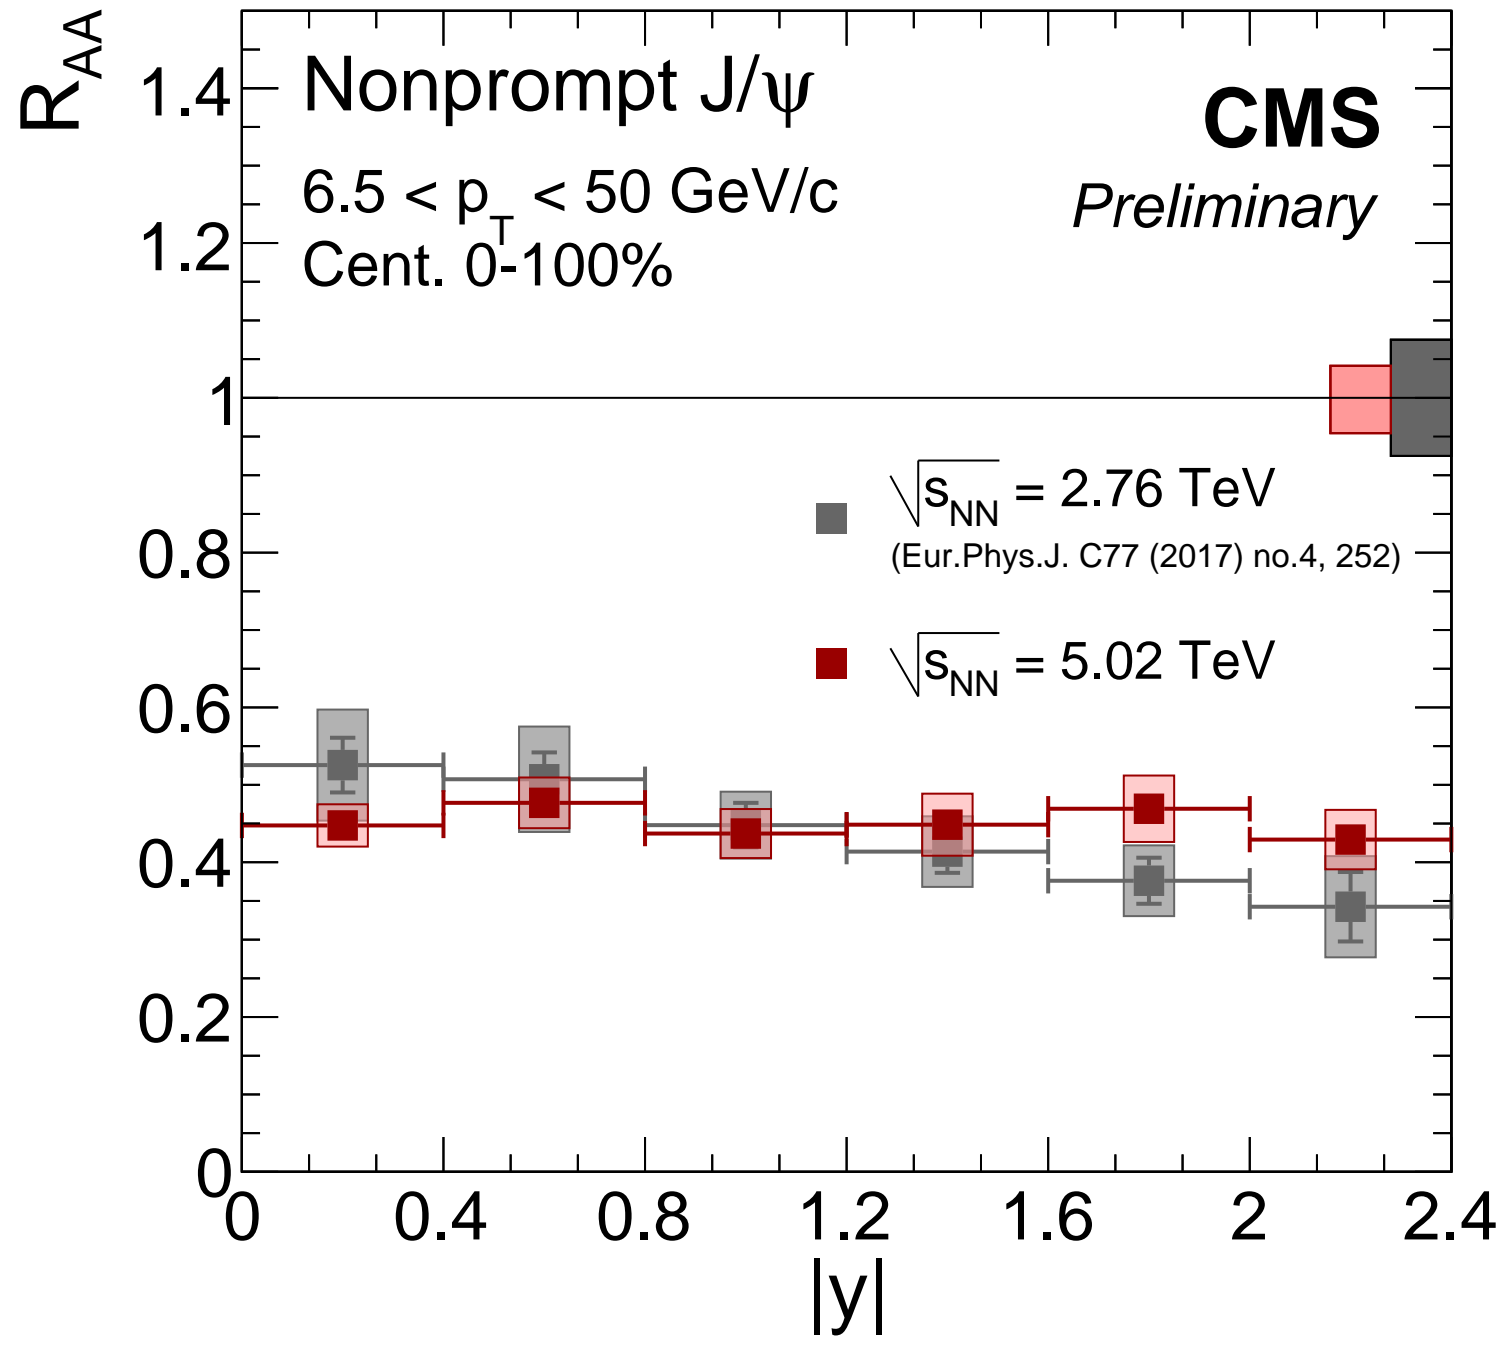 R_AA
Nonprompt J/ψ
CMS
6.5 < p_T < 50 GeV/c
Preliminary
Cent. 0-100%
√s_NN = 2.76 TeV
(Eur.Phys.J. C77 (2017) no.4, 252)
√s_NN = 5.02 TeV
1.4
1.2
1
0.8
0.6
0.4
0.2
0
0 0.4 0.8 1.2 1.6 2 2.4
|y|